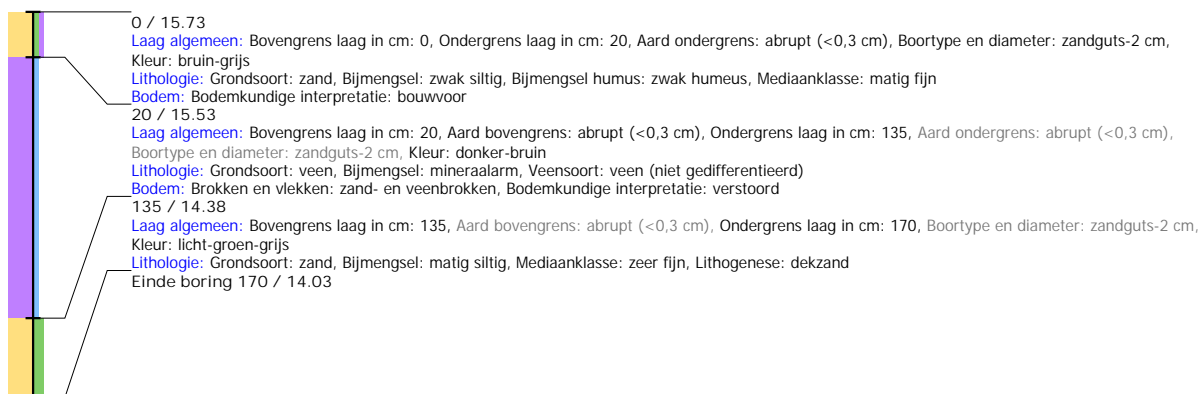 0 / 15.73
Laag algemeen: Bovengrens laag in cm: 0, Ondergrens laag in cm: 20, Aard ondergrens: abrupt (<0,3 cm), Boortype en diameter: zandguts-2 cm,
Kleur: bruin-grijs
Lithologie: Grondsoort: zand, Bijmengsel: zwak siltig, Bijmengsel humus: zwak humeus, Mediaanklasse: matig fijn
Bodem: Bodemkundige interpretatie: bouwvoor
20 / 15.53
Laag algemeen: Bovengrens laag in cm: 20, Aard bovengrens: abrupt (<0,3 cm), Ondergrens laag in cm: 135, Aard ondergrens: abrupt (<0,3 cm),
Boortype en diameter: zandguts-2 cm, Kleur: donker-bruin
Lithologie: Grondsoort: veen, Bijmengsel: mineraalarm, Veensoort: veen (niet gedifferentieerd)
Bodem: Brokken en vlekken: zand- en veenbrokken, Bodemkundige interpretatie: verstoord
135 / 14.38
Laag algemeen: Bovengrens laag in cm: 135, Aard bovengrens: abrupt (<0,3 cm), Ondergrens laag in cm: 170, Boortype en diameter: zandguts-2 cm,
Kleur: licht-groen-grijs
Lithologie: Grondsoort: zand, Bijmengsel: matig siltig, Mediaanklasse: zeer fijn, Lithogenese: dekzand
Einde boring 170 / 14.03